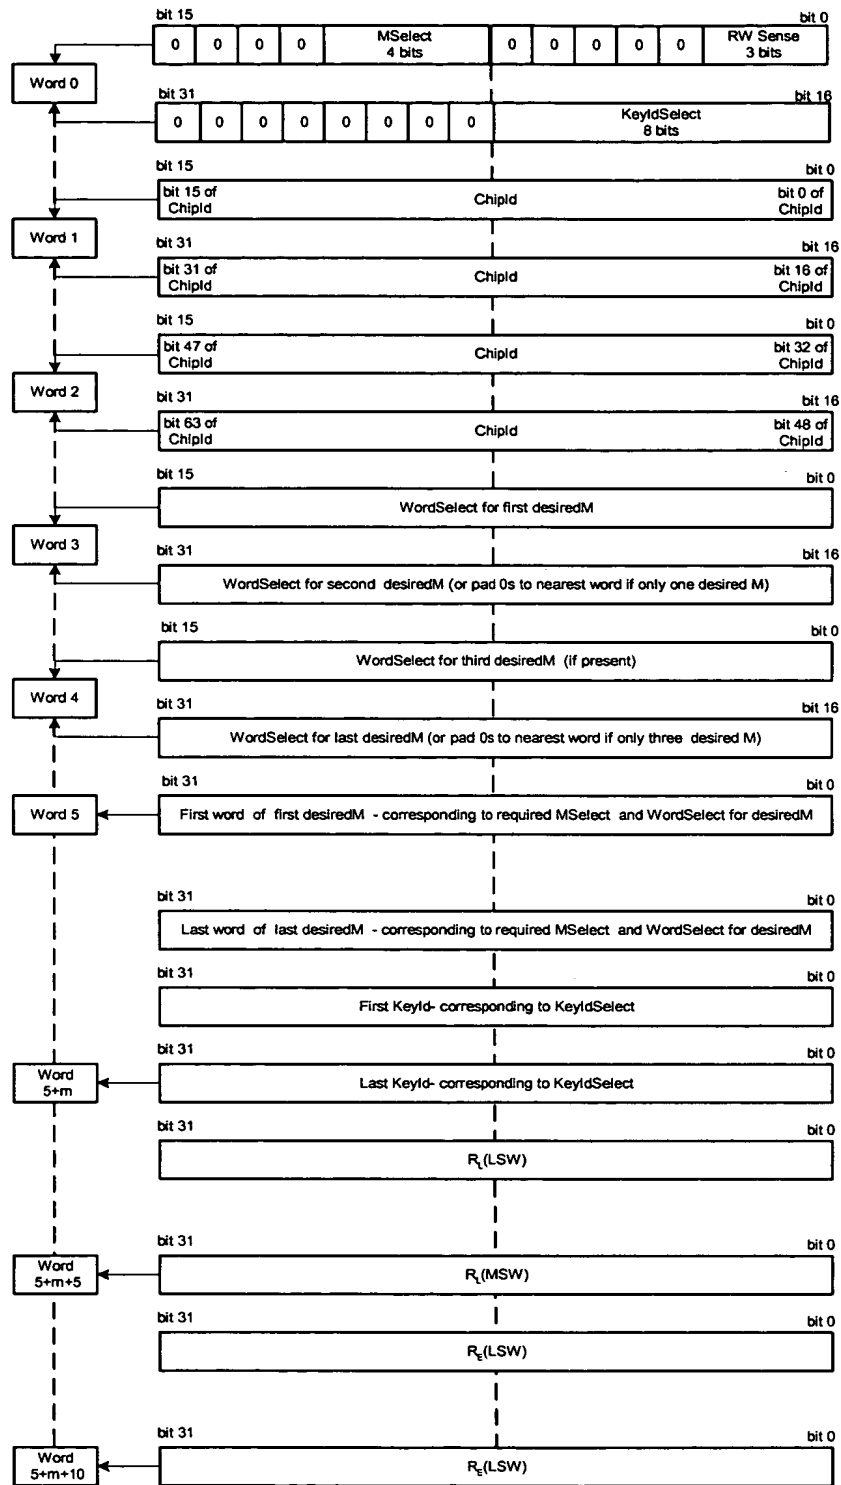 bit 15 bit 0
0 0 0 0 MSelect 0 0 0 0 0 RW Sense
4 bits 3 bits
Word 0
bit 31 bit 16
0 0 0 0 0 0 0 0 KeyIdSelect
8 bits
bit 15 bit 0
bit 15 of ChipId bit 0 of
ChipId ChipId
Word 1
bit 31 bit 16
bit 31 of ChipId bit 16 of
ChipId ChipId
bit 15 bit 0
bit 47 of ChipId bit 32 of
ChipId ChipId
Word 2
bit 31 bit 16
bit 63 of ChipId bit 48 of
ChipId ChipId
bit 15 bit 0
WordSelect for first desiredM
Word 3
bit 31 bit 16
WordSelect for second desiredM (or pad 0s to nearest word if only one desired M)
bit 15 bit 0
WordSelect for third desiredM (if present)
Word 4
bit 31 bit 16
WordSelect for last desiredM (or pad 0s to nearest word if only three desired M)
bit 31 bit 0
Word 5 First word of first desiredM - corresponding to required MSelect and WordSelect for desiredM
bit 31 bit 0
Last word of last desiredM - corresponding to required MSelect and WordSelect for desiredM
bit 31 bit 0
First KeyId- corresponding to KeyIdSelect
bit 31 bit 0
Word Last KeyId- corresponding to KeyIdSelect
5+m
bit 31 bit 0
R_L(LSW)
bit 31 bit 0
Word R_L(MSW)
5+m+5
bit 31 bit 0
R_E(LSW)
bit 31 bit 0
Word R_E(LSW)
5+m+10